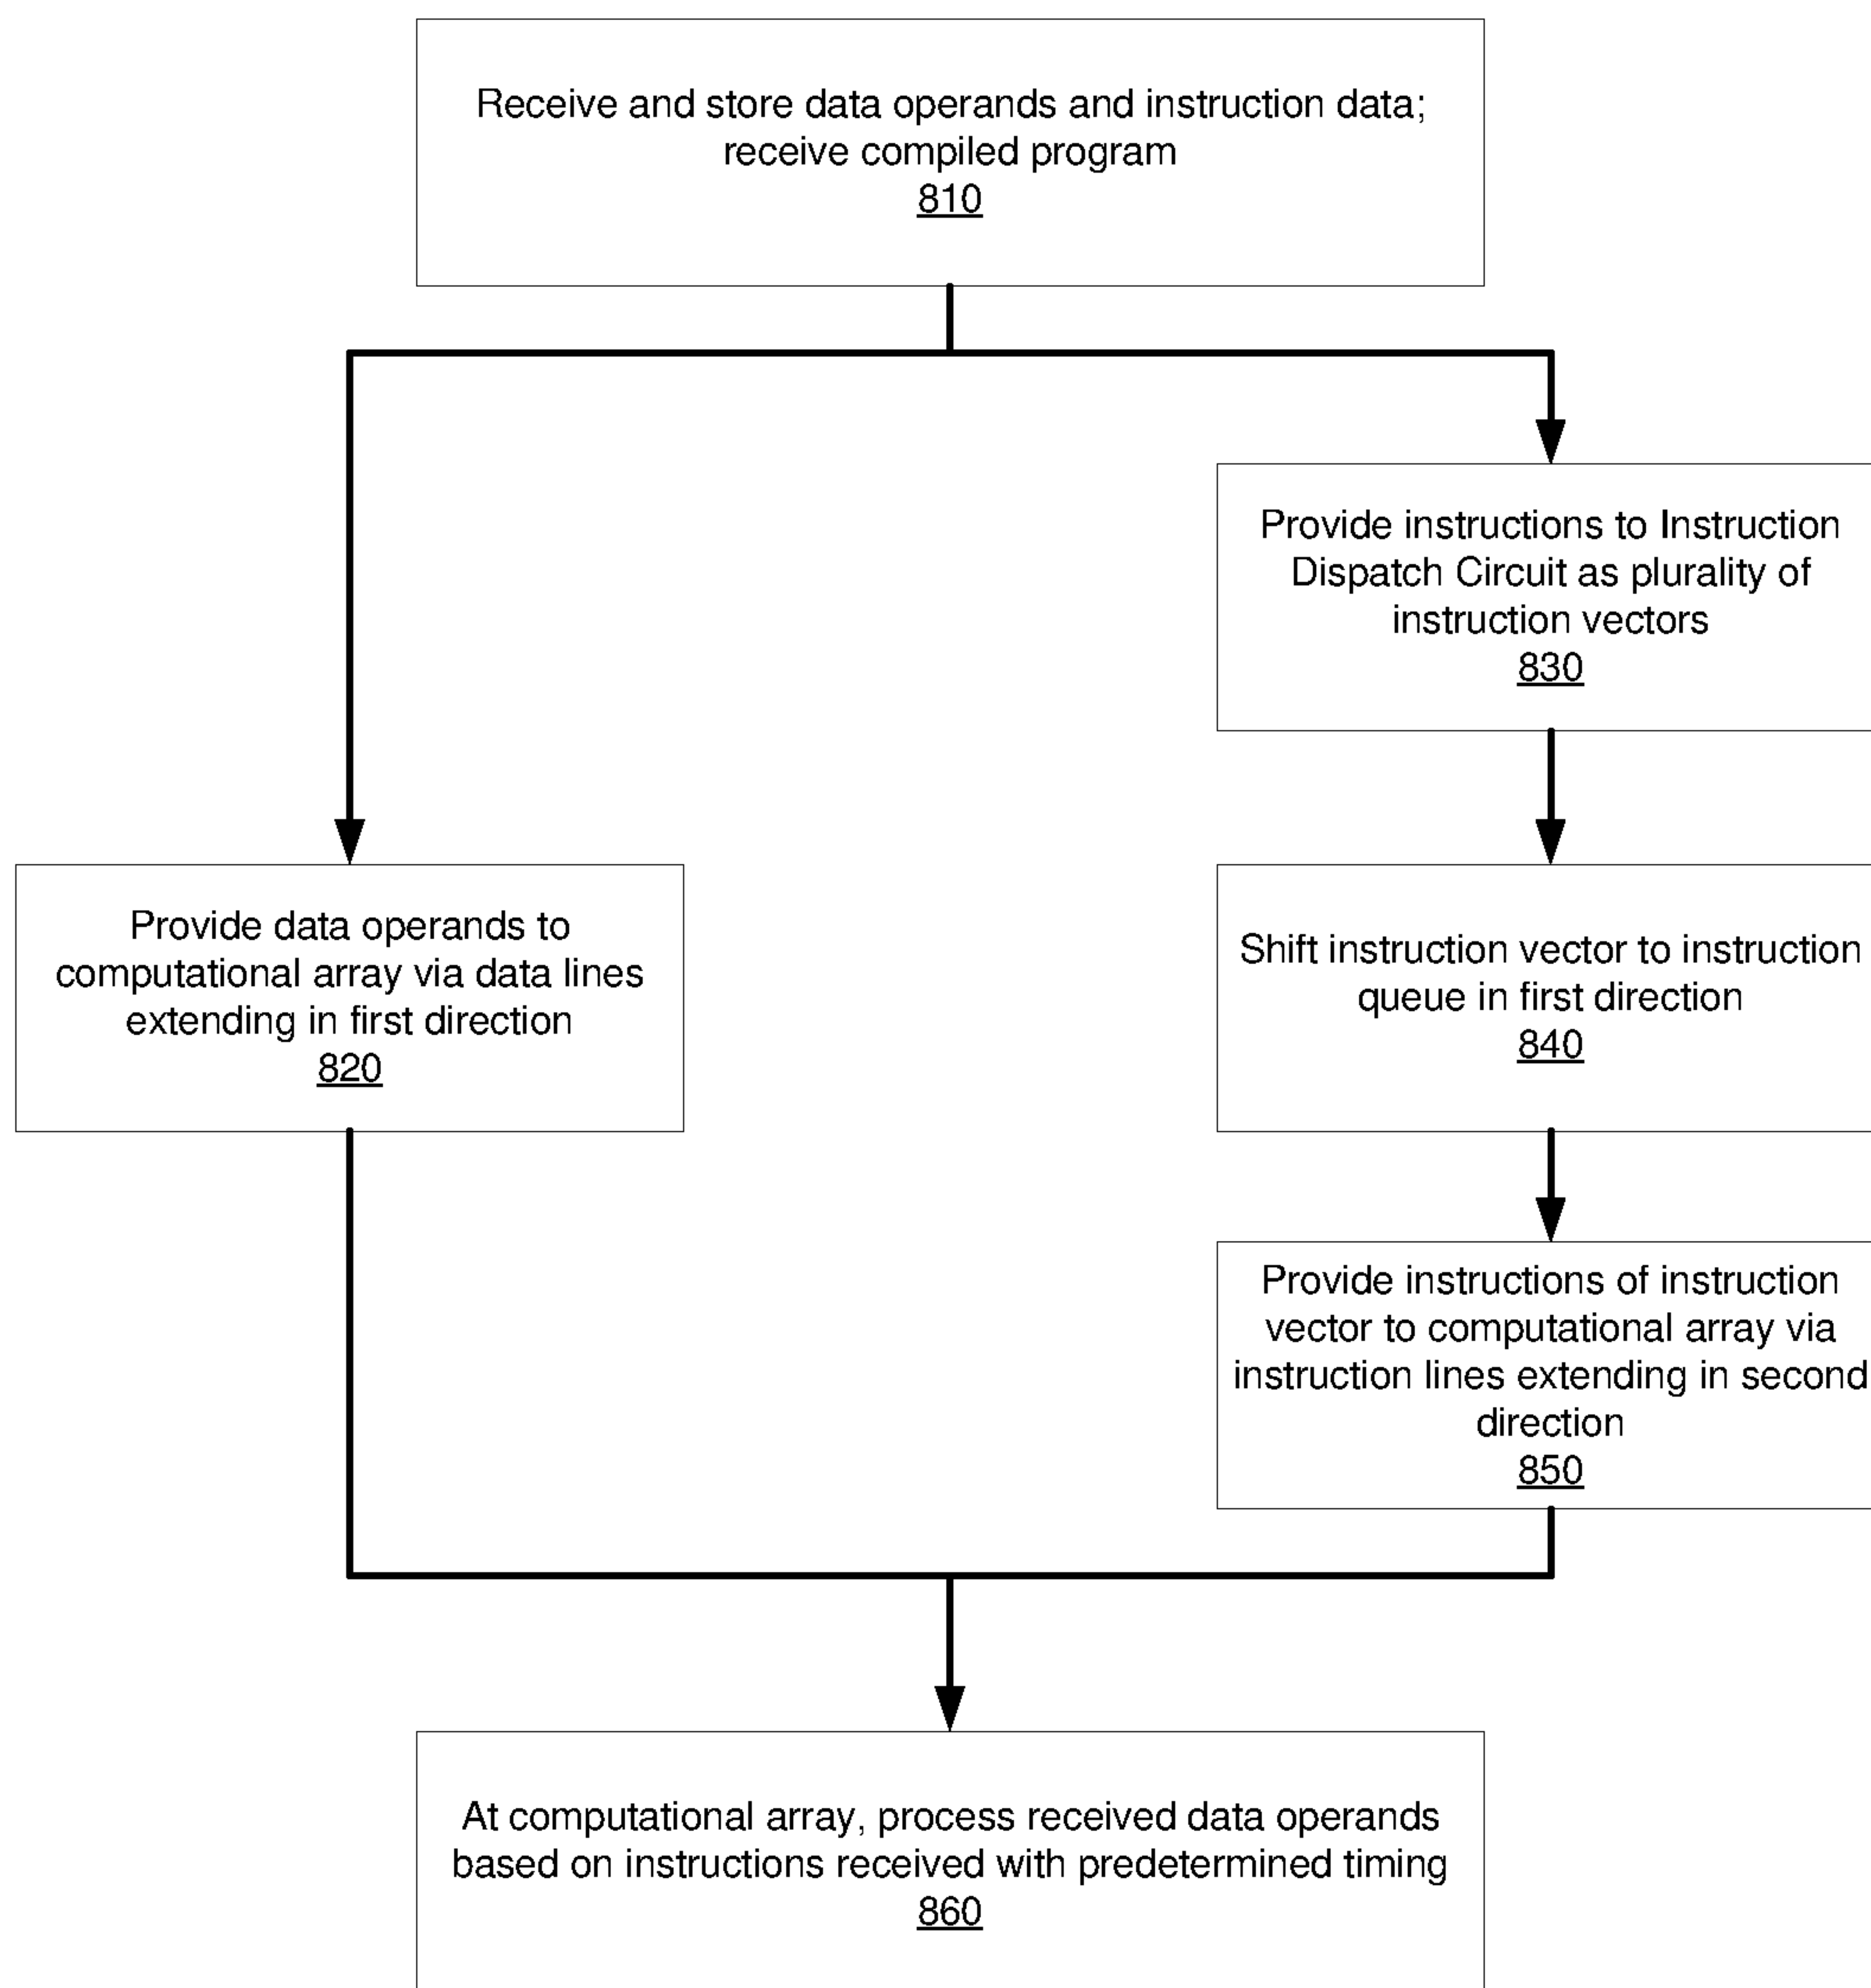 Receive and store data operands and instruction data;
receive compiled program
810
Provide instructions to Instruction
Dispatch Circuit as plurality of
instruction vectors
830
Provide data operands to
computational array via data lines
extending in first direction
820
Shift instruction vector to instruction
queue in first direction
840
Provide instructions of instruction
vector to computational array via
instruction lines extending in second
direction
850
At computational array, process received data operands
based on instructions received with predetermined timing
860